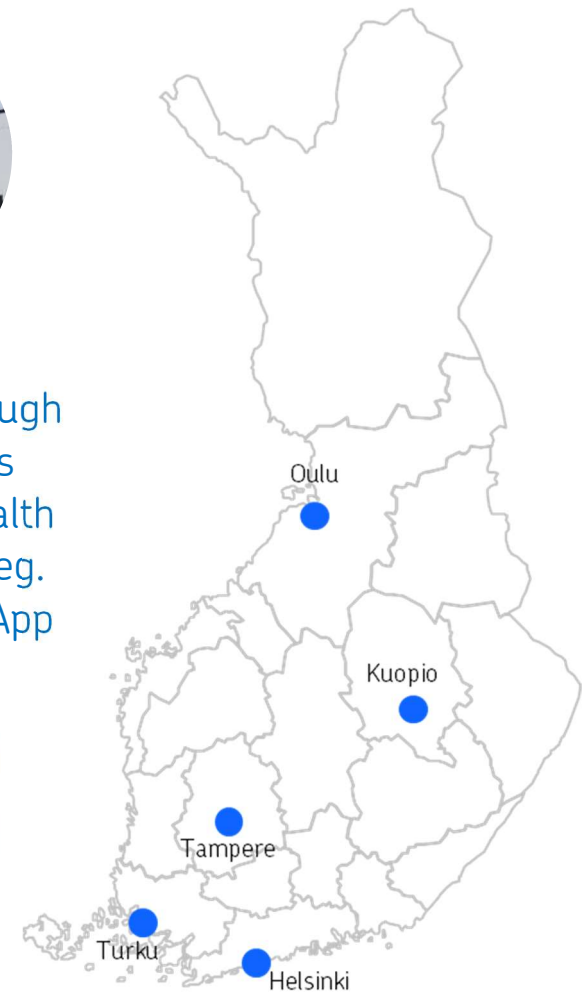 ugh
s
alth
eg.
App
Oulu
Kuopio
Tampere
Turku
Helsinki